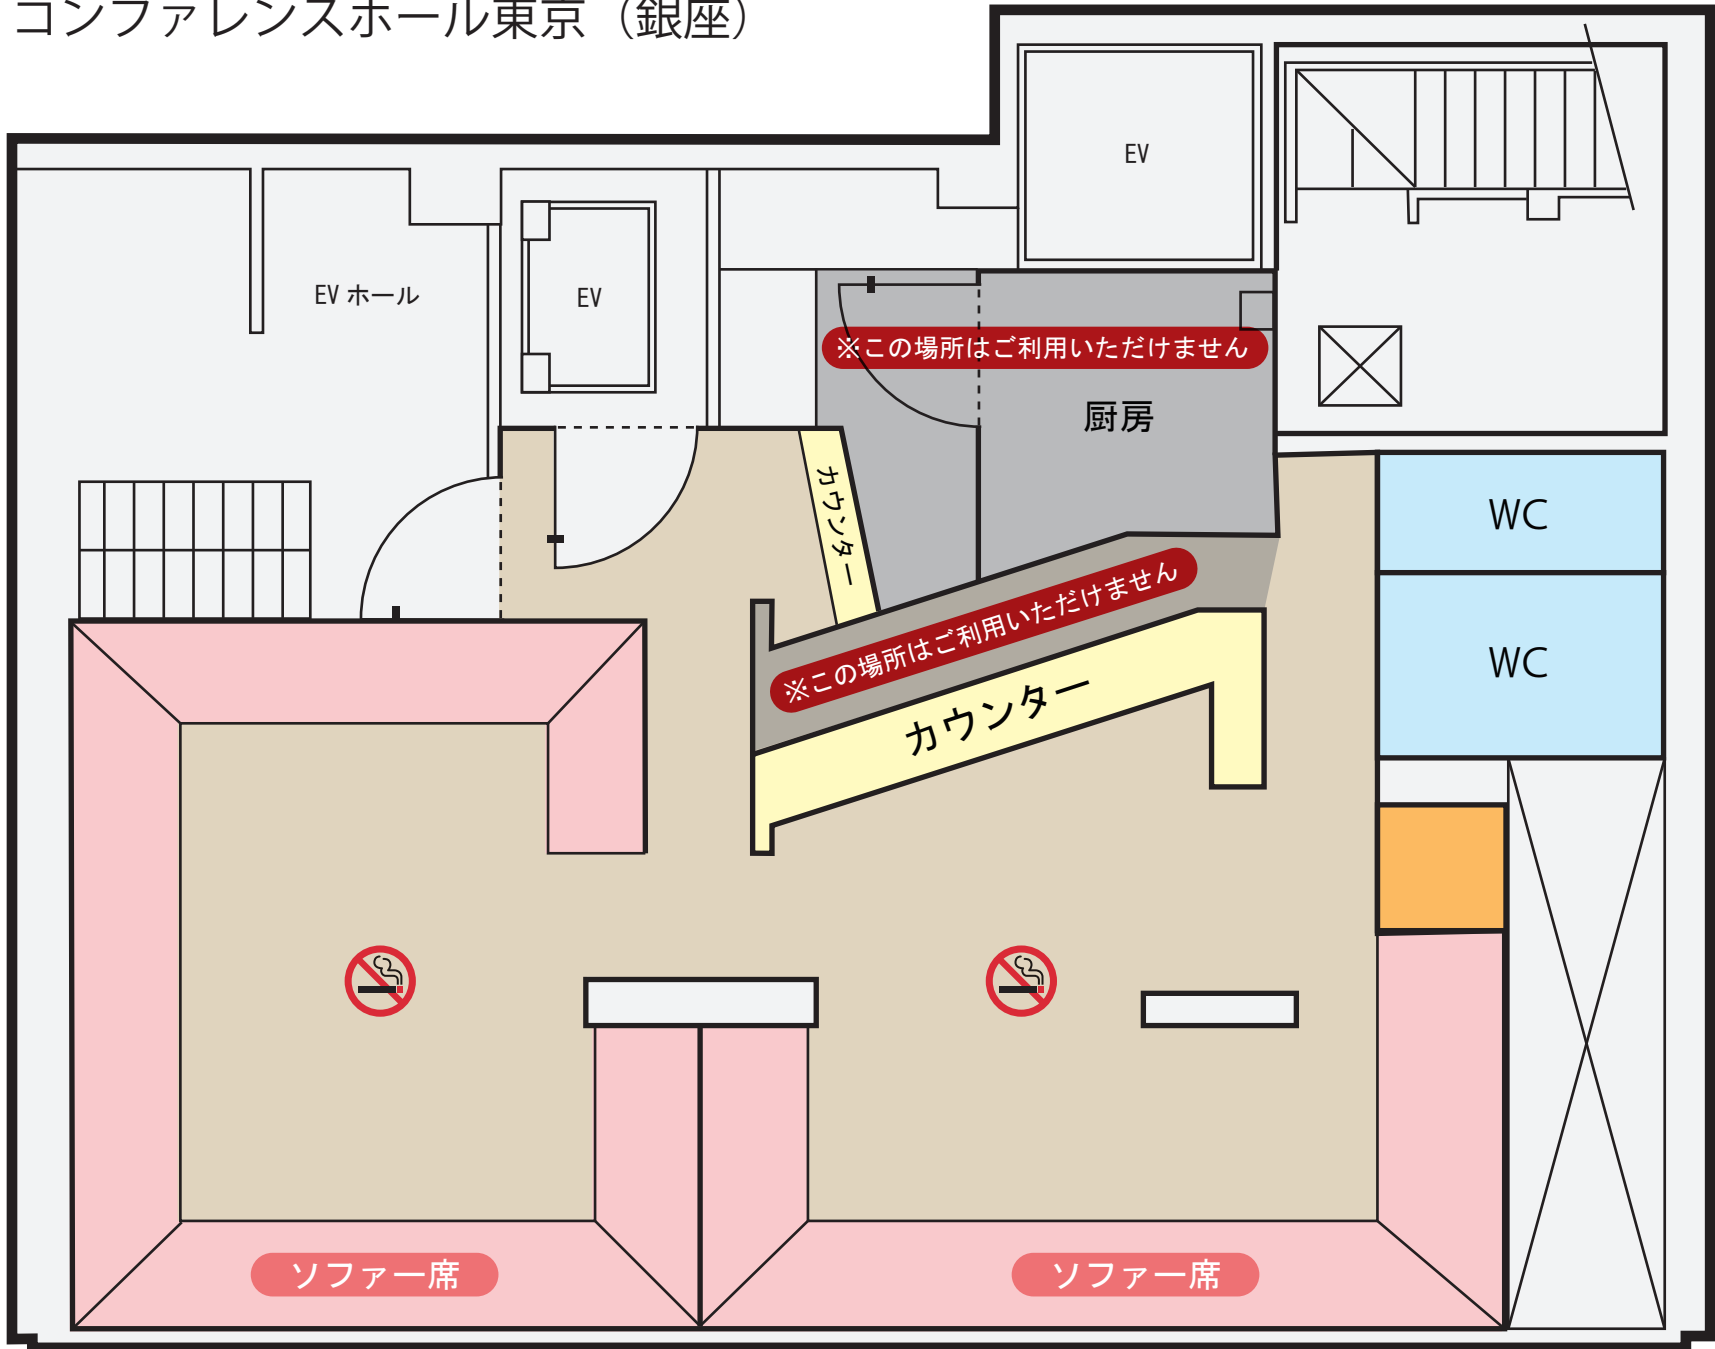 コンファレンスホール東京（銀座）
EV
EV ホール
EV
※この場所はご利用いただけません
厨房
カウンター
WC
※この場所はご利用いただけません
WC
カウンター
ソファー席
ソファー席